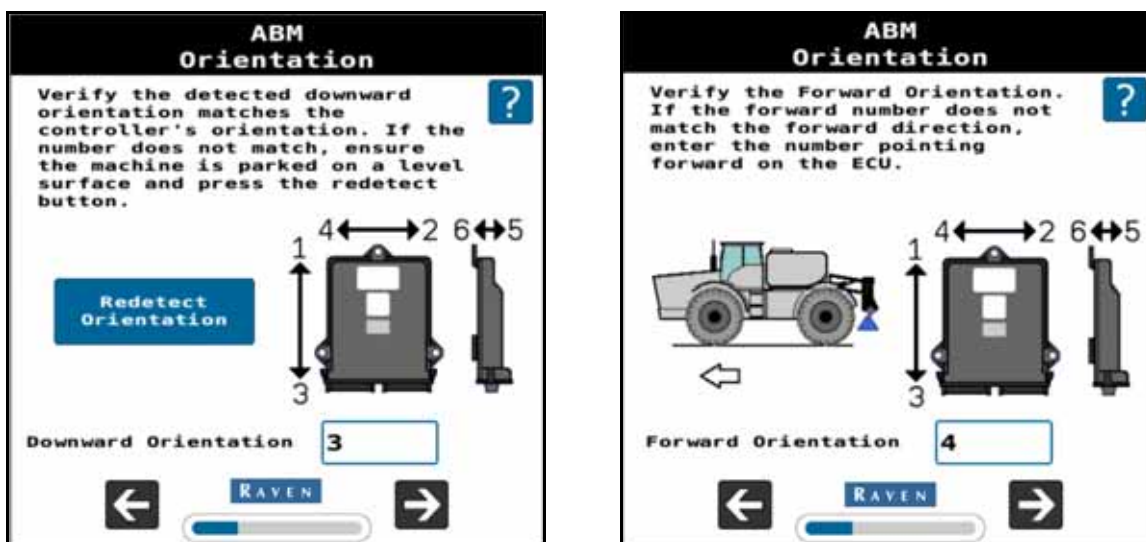 ABM
Orientation
Verify the detected downward
orientation matches the
controller's orientation. If the
number does not match, ensure
the machine is parked on a level
surface and press the redetect
button.
?
4 2 6 5
1
Redetect
Orientation
3
Downward Orientation 3
RAVEN
ABM
Orientation
Verify the Forward Orientation.
If the forward number does not
match the forward direction,
enter the number pointing
forward on the ECU.
?
4 2 6 5
1
3
Forward Orientation 4
RAVEN